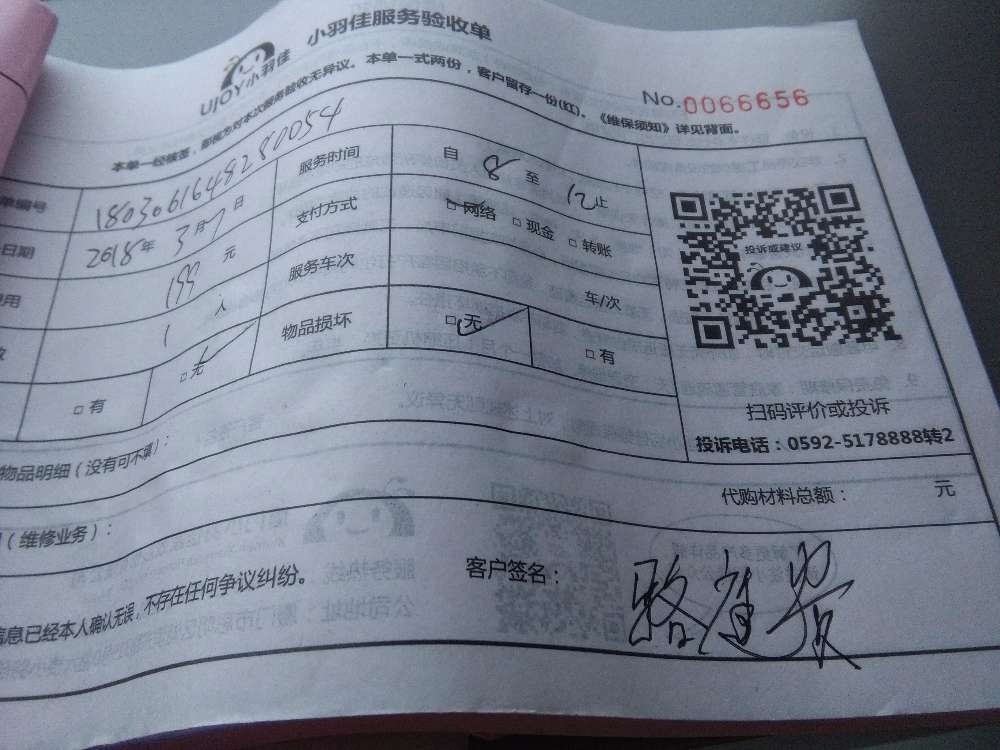 UJOY小羽佳 小羽佳服务验收单
本单一经核签，即视为对本次服务验收无异议。本单一式两份，客户留存一份(红)。《维保须知》详见背面。
No.0066656
单编号 1803061648280054 服务时间 自 8 至 12 止
日期 2018年 3月 7日 支付方式 □网络 □现金 □转账
用 199 元 服务车次 车/次
1 人 物品损坏 □无 □有
□有 □无
投诉或建议
扫码评价或投诉
投诉电话：0592-5178888转2
物品明细（没有可不填）：
代购材料总额： 元
（维修业务）：
信息已经本人确认无误，不存在任何争议纠纷。
客户签名：